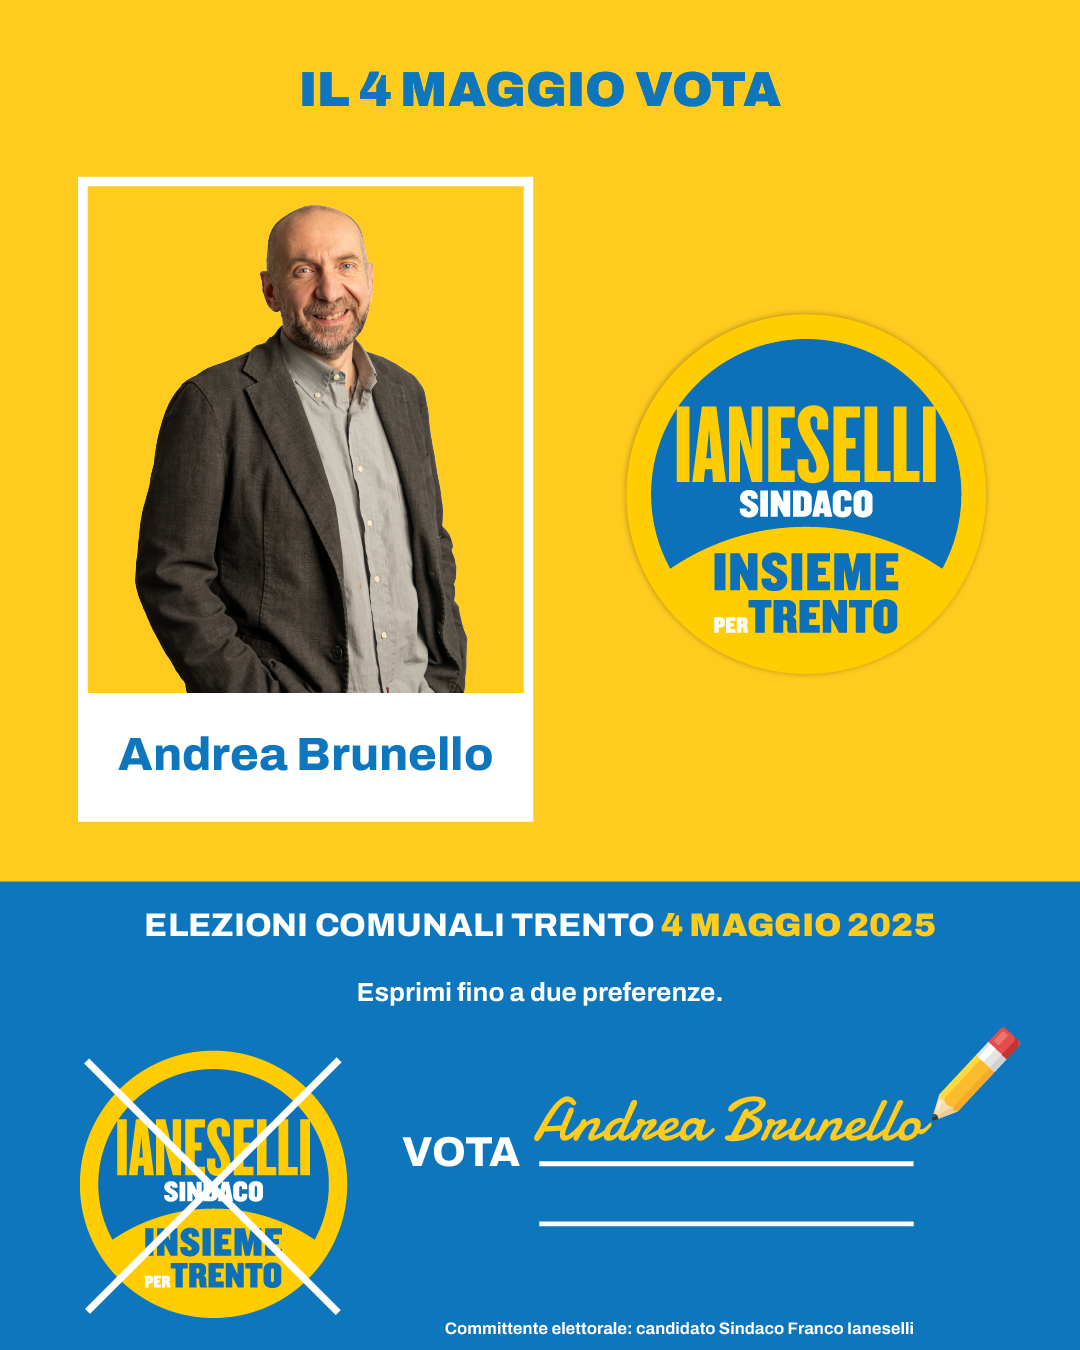 IL 4 MAGGIO VOTA
Andrea Brunello
IANESELLI
SINDACO
INSIEME
PER TRENTO
ELEZIONI COMUNALI TRENTO 4 MAGGIO 2025
Esprimi fino a due preferenze.
IANESELLI
SINDACO
INSIEME
PER TRENTO
VOTA Andrea Brunello
Committente elettorale: candidato Sindaco Franco Ianeselli